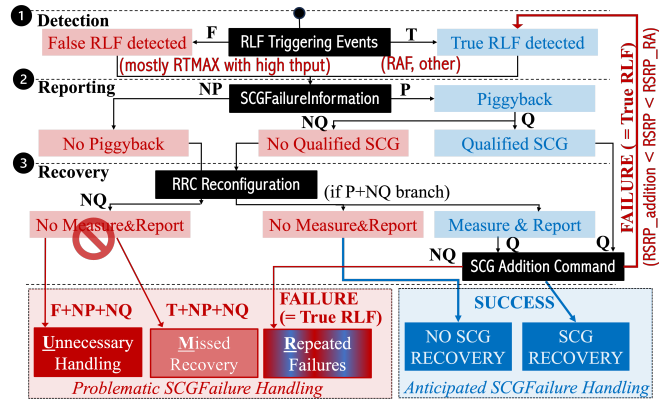 1 Detection
F
T
False RLF detected
RLF Triggering Events
True RLF detected
(mostly RTMAX with high thput)
(RAF, other)
2 Reporting
NP
SCGFailureInformation
P
Piggyback
NQ
Q
No Piggyback
No Qualified SCG
Qualified SCG
3 Recovery
RRC Reconfiguration
(if P+NQ branch)
NQ
No Measure&Report
No Measure&Report
Measure & Report
NQ
Q
Q
SCG Addition Command
FAILURE (= True RLF)
(RSRP_addition < RSRP < RSRP_RA)
F+NP+NQ
T+NP+NQ
FAILURE
(= True RLF)
SUCCESS
Unnecessary
Handling
Missed
Recovery
Repeated
Failures
NO SCG
RECOVERY
SCG
RECOVERY
Problematic SCGFailure Handling
Anticipated SCGFailure Handling